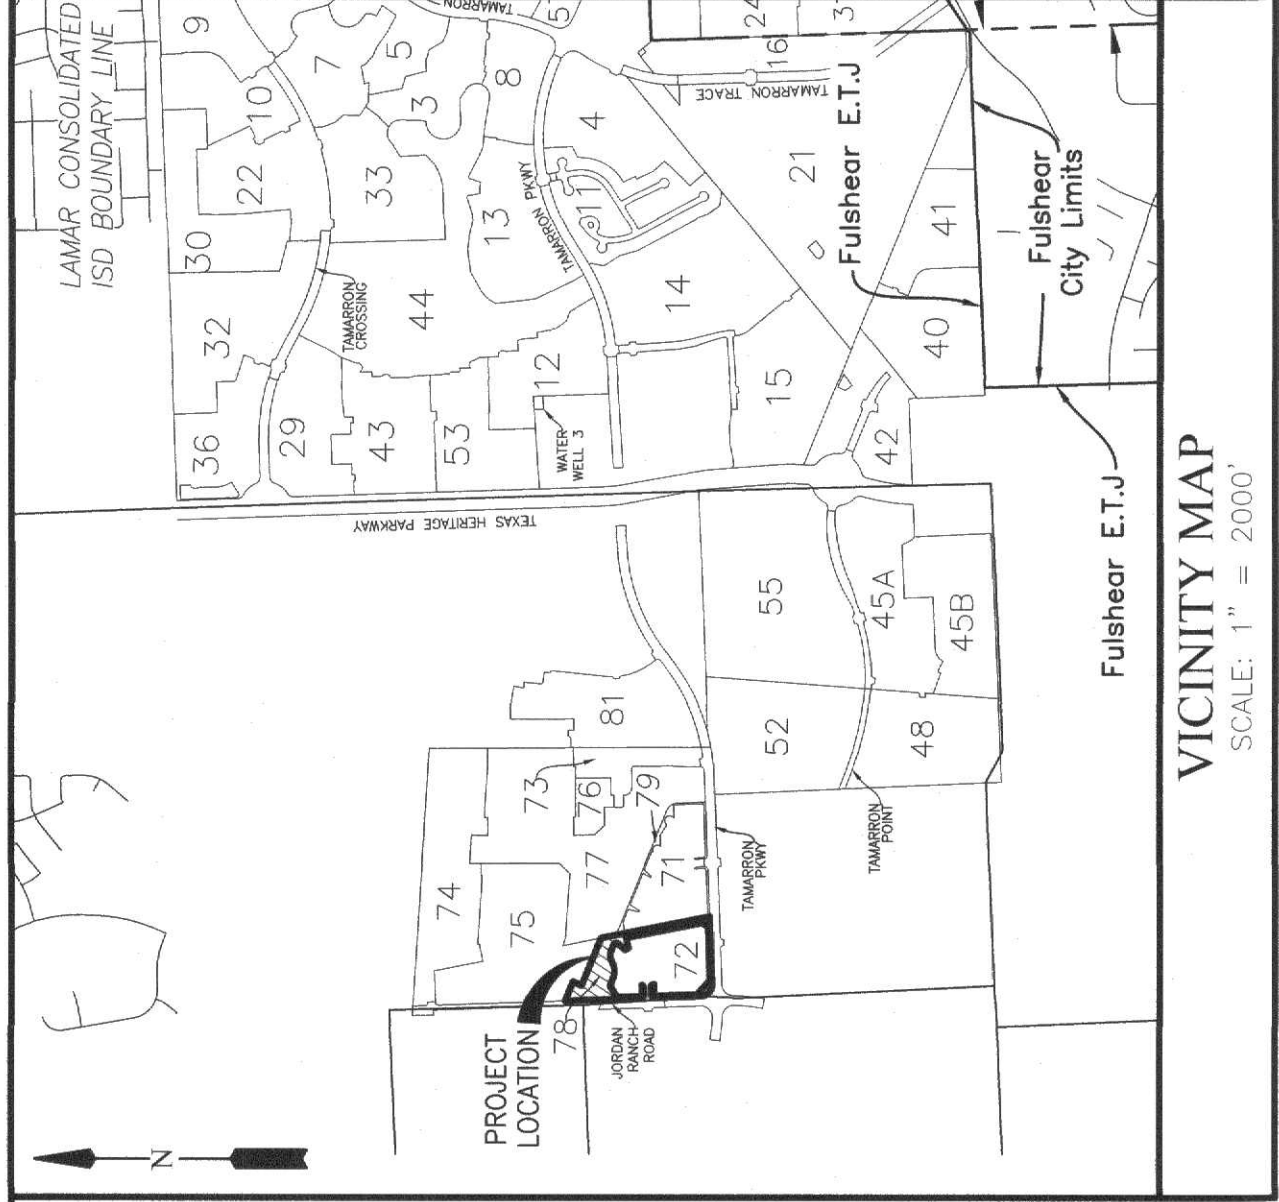 LAMAR CONSOLIDATED
ISD BOUNDARY LINE
9
10
7
5
3
22
33
30
32
36
29
43
53
44
13
8
4
11
12
14
15
16
24
21
41
40
42
TAMARRON
TAMARRON PKWY
TAMARRON TRACE
TAMARRON
CROSSING
WATER
WELL 3
TEXAS HERITAGE PARKWAY
Fulshear E.T.J
Fulshear
City Limits
Fulshear E.T.J
55
45A
45B
52
48
81
73
76
79
74
75
77
71
72
78
TAMARRON
PKWY
TAMARRON
POINT
JORDAN
RANCH
ROAD
PROJECT
LOCATION
N
VICINITY MAP
SCALE: 1" = 2000'